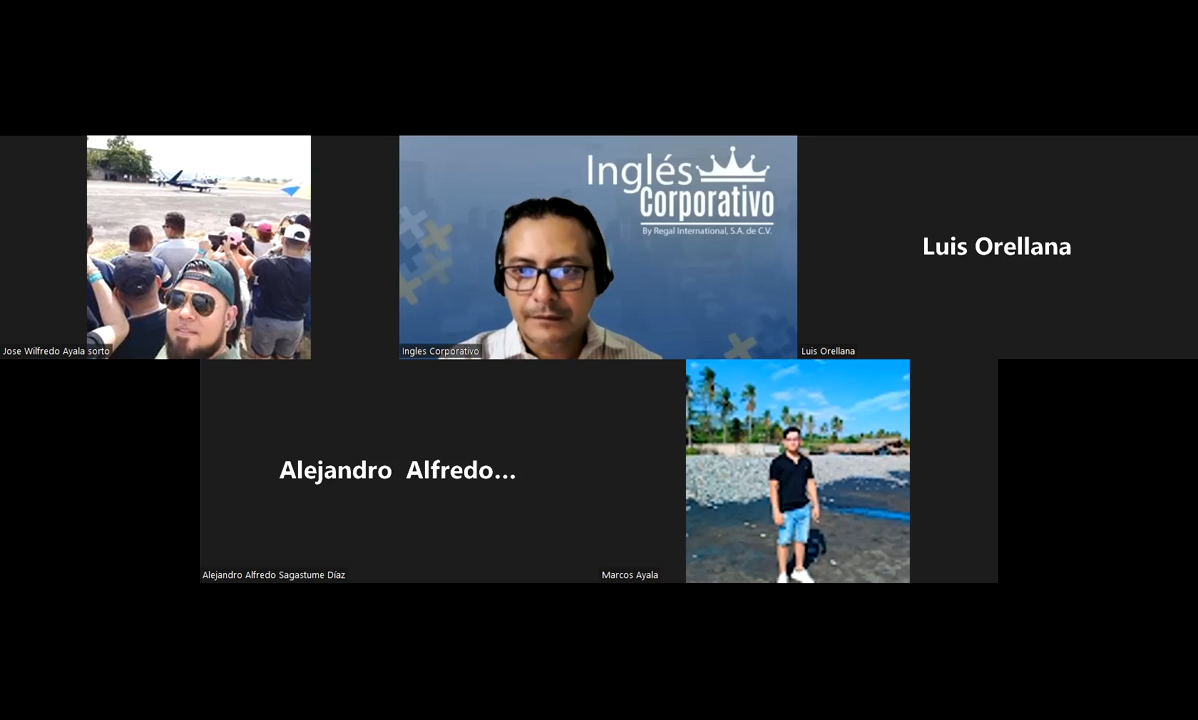 Inglés
Corporativo
By Regal International, S.A. de C.V.
Jose Wilfredo Ayala sorto
Ingles Corporativo
Luis Orellana
Luis Orellana
Alejandro Alfredo...
Alejandro Alfredo Sagastume Díaz
Marcos Ayala